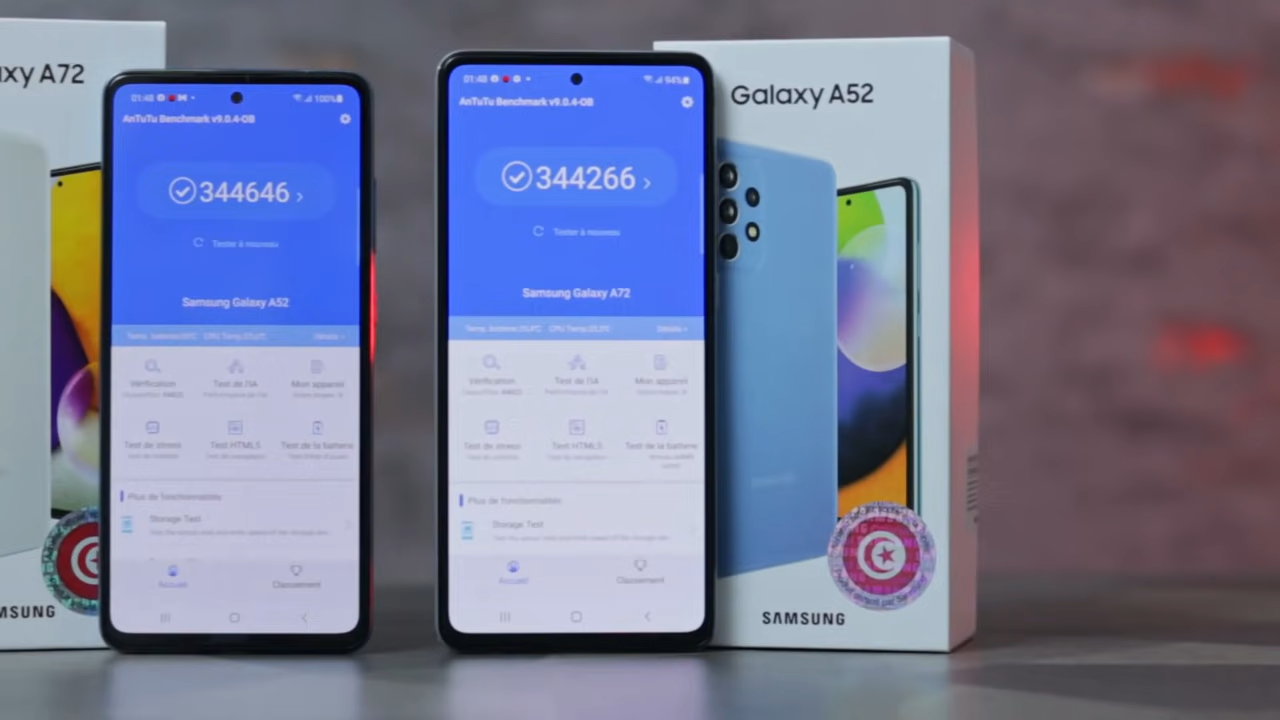 xy A72
MSUNG
01:48
100%
AnTuTu Benchmark v9.0.4-OB
344646
Tester à nouveau
Samsung Galaxy A52
Vérification
Test de l'IA
Mon appareil
Test de stress
Test HTML5
Test de la batterie
Plus de fonctionnalités
Storage Test
Accueil
Classement
01:48
94%
AnTuTu Benchmark v9.0.4-OB
344266
Tester à nouveau
Samsung Galaxy A72
Vérification
Test de l'IA
Mon appareil
Test de stress
Test HTML5
Test de la batterie
Plus de fonctionnalités
Storage Test
Accueil
Classement
Galaxy A52
SAMSUNG